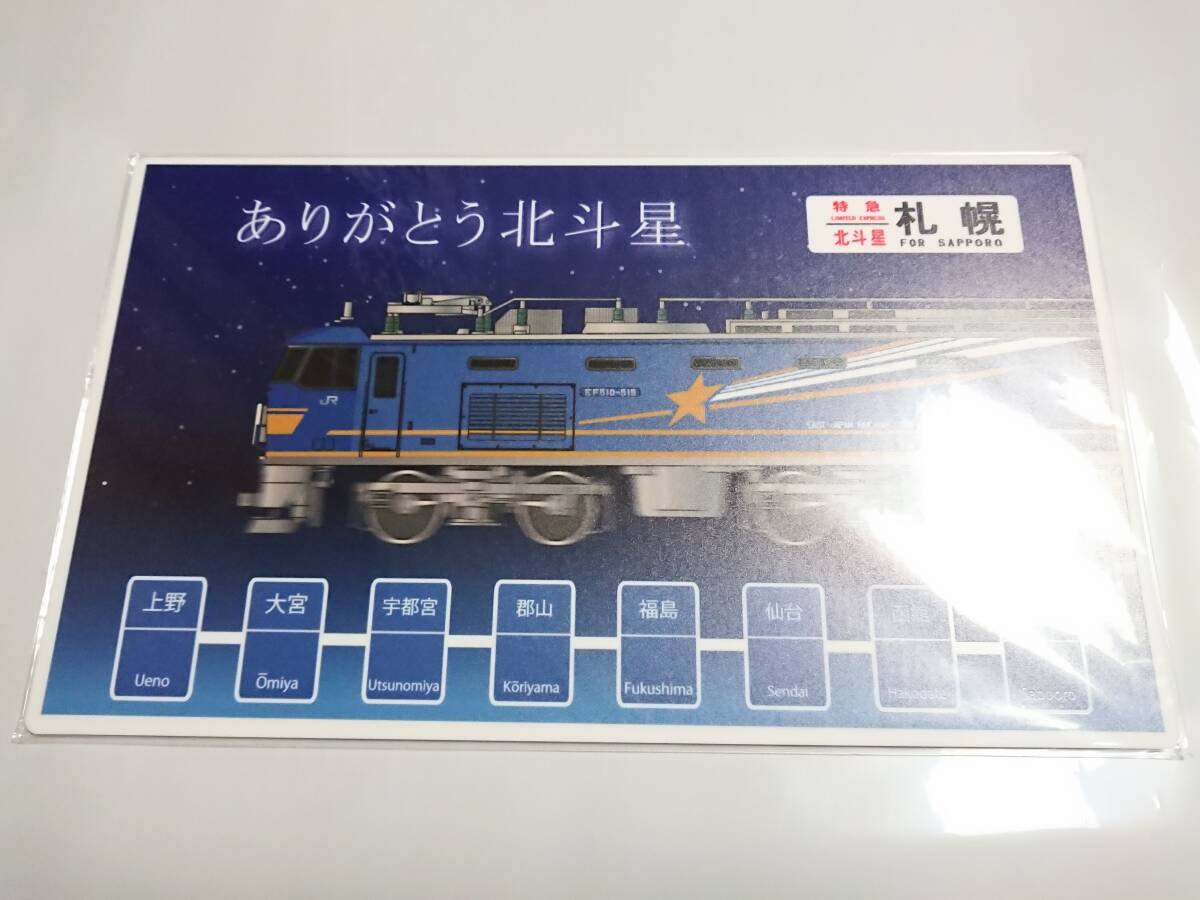 ありがとう北斗星
特急
LIMITED EXPRESS
北斗星
札幌
FOR SAPPORO
JR
EF510-515
上野
大宮
宇都宮
郡山
福島
仙台
函館
Ueno
Ōmiya
Utsunomiya
Kōriyama
Fukushima
Sendai
Hakodate
Sapporo